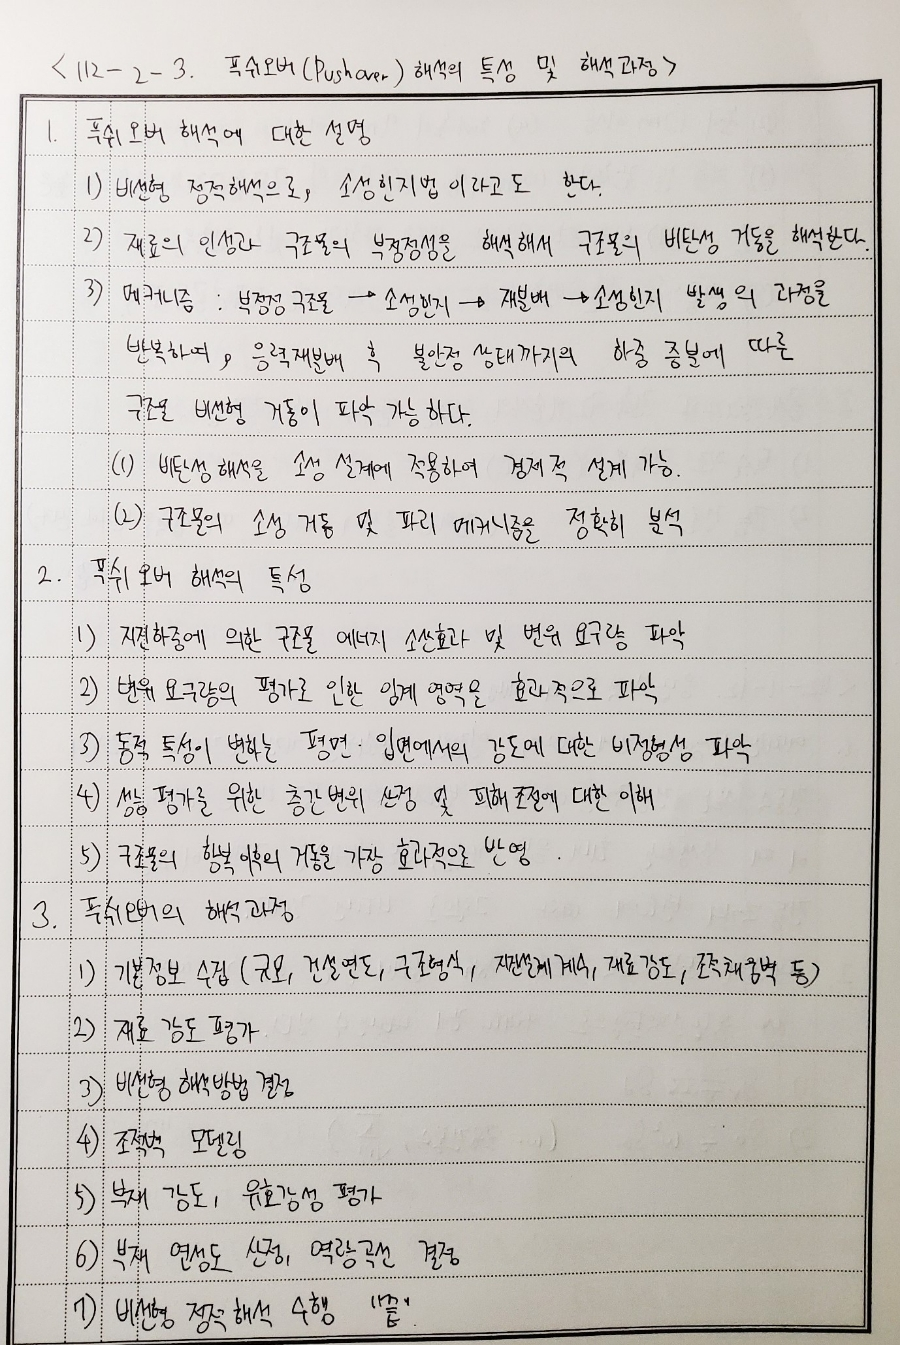 <112-2-3. 푸쉬오버(Pushover) 해석의 특성 및 해석과정>
1. 푸쉬오버 해석에 대한 설명
1) 비선형 정적해석으로, 소성힌지법이라고도 한다.
2) 재료의 인성과 구조물의 부정정성을 해석해서 구조물의 비탄성 거동을 해석한다.
3) 메커니즘 : 부정정 구조물 → 소성힌지 → 재분배 → 소성힌지 발생의 과정을
반복하여, 응력재분배 후 불안정 상태까지의 하중 증분에 따른
구조물 비선형 거동이 파악 가능하다.
(1) 비탄성 해석을 소성 설계에 적용하여 경제적 설계 가능.
(2) 구조물의 소성 거동 및 파괴 메커니즘을 정확히 분석
2. 푸쉬오버 해석의 특성
1) 지진하중에 의한 구조물 에너지 소산효과 및 변위 요구량 파악
2) 변위 요구량의 평가로 인한 임계 영역을 효과적으로 파악
3) 동적 특성이 변하는 평면·입면에서의 강도에 대한 비정형성 파악
4) 성능평가를 위한 층간변위 산정 및 피해조절에 대한 이해
5) 구조물의 항복 이후의 거동을 가장 효과적으로 반영.
3. 푸쉬오버의 해석과정
1) 기본정보 수집 (규모, 건설연도, 구조형식, 지진설계계수, 재료강도, 조적채움벽 등)
2) 재료 강도 평가
3) 비선형 해석방법 결정
4) 조적벽 모델링
5) 부재 강도, 유효강성 평가
6) 부재 연성도 산정, 역량곡선 결정
7) 비선형 정적해석 수행 "끝"